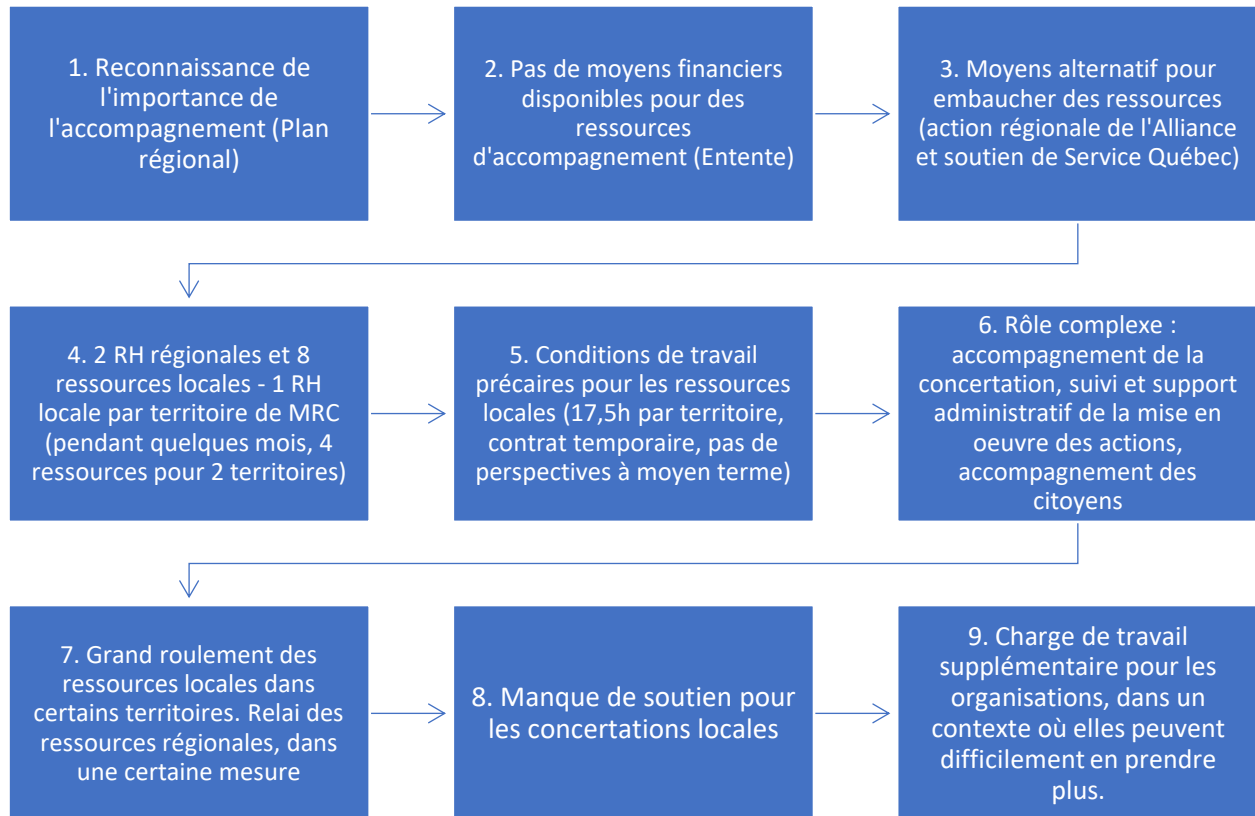 1. Reconnaissance de
l'importance de
l'accompagnement (Plan
régional)
2. Pas de moyens financiers
disponibles pour des
ressources
d'accompagnement (Entente)
3. Moyens alternatif pour
embaucher des ressources
(action régionale de l'Alliance
et soutien de Service Québec)
4. 2 RH régionales et 8
ressources locales - 1 RH
locale par territoire de MRC
(pendant quelques mois, 4
ressources pour 2 territoires)
5. Conditions de travail
précaires pour les ressources
locales (17,5h par territoire,
contrat temporaire, pas de
perspectives à moyen terme)
6. Rôle complexe :
accompagnement de la
concertation, suivi et support
administratif de la mise en
oeuvre des actions,
accompagnement des
citoyens
7. Grand roulement des
ressources locales dans
certains territoires. Relai des
ressources régionales, dans
une certaine mesure
8. Manque de soutien pour
les concertations locales
9. Charge de travail
supplémentaire pour les
organisations, dans un
contexte où elles peuvent
difficilement en prendre
plus.